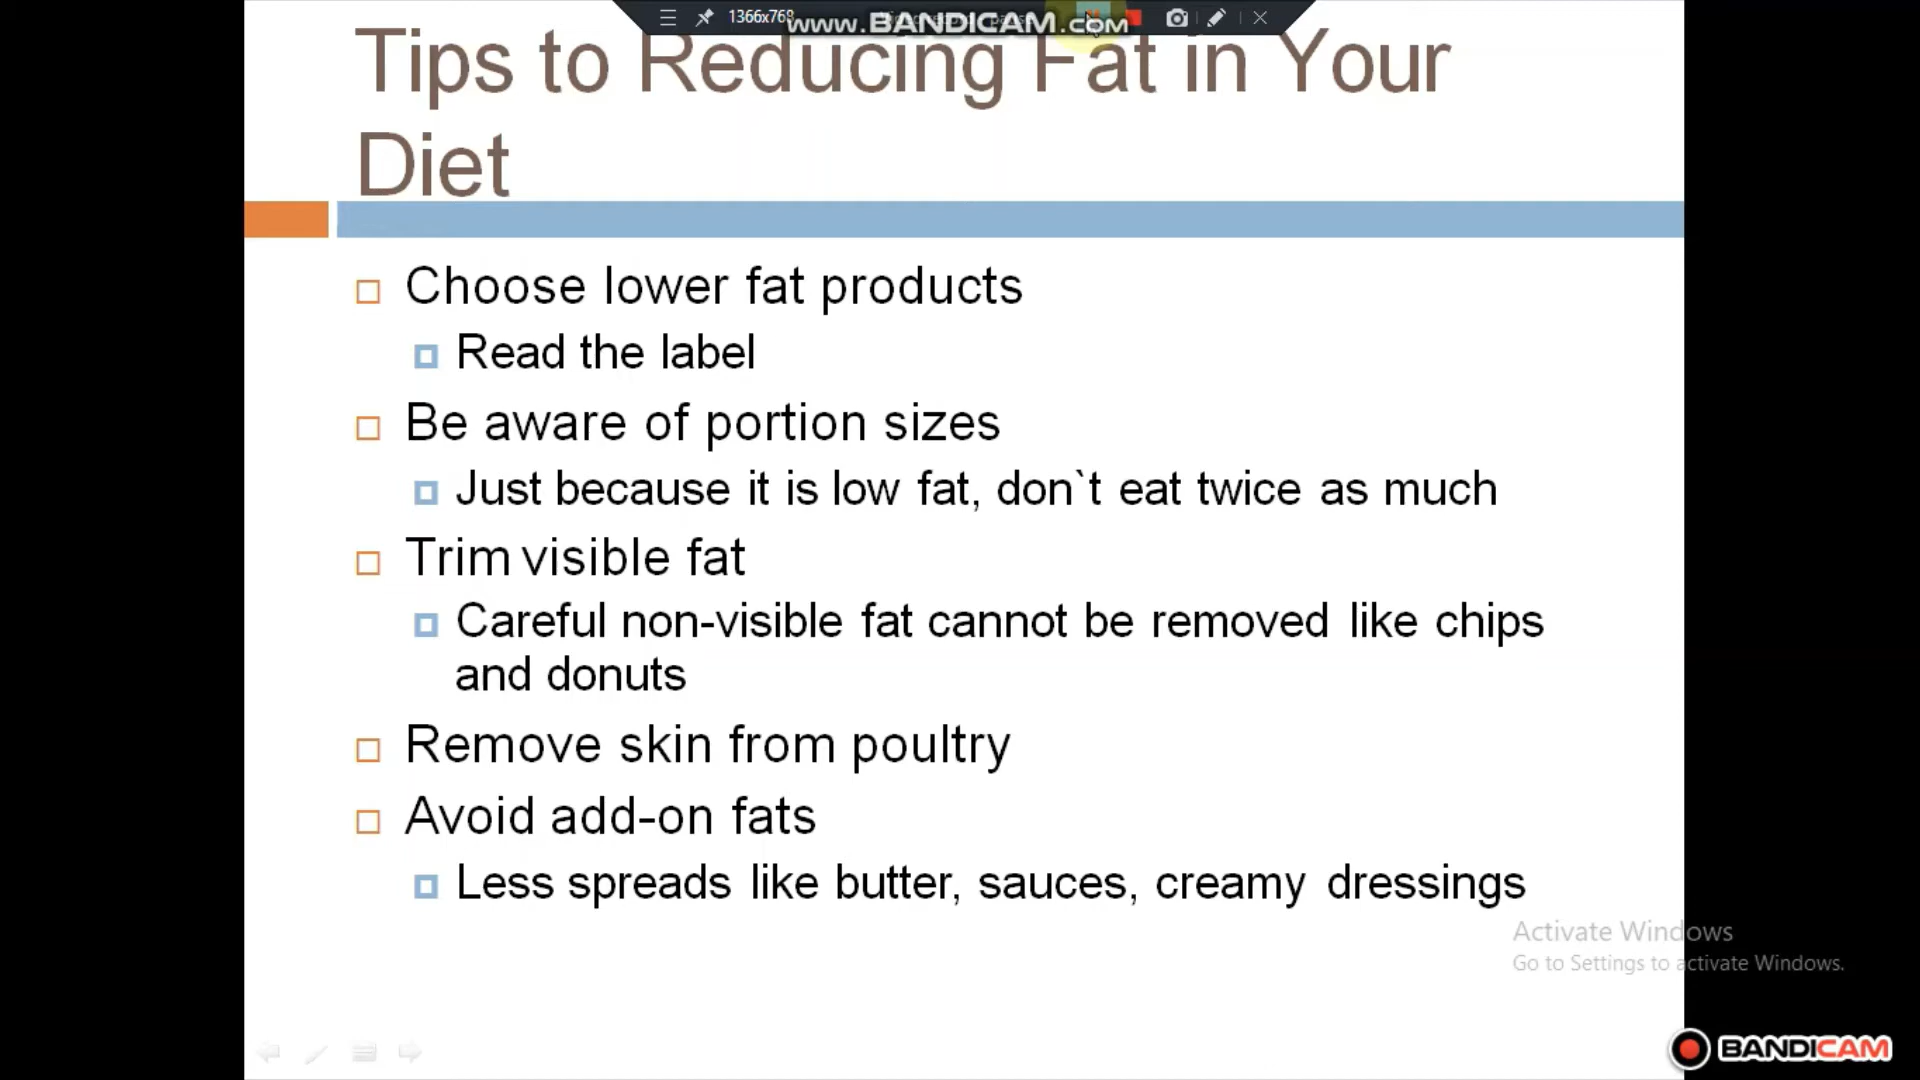 1366x768
www.BANDICAM.com
Tips to Reducing Fat in Your
Diet
Choose lower fat products
Read the label
Be aware of portion sizes
Just because it is low fat, don`t eat twice as much
Trim visible fat
Careful non-visible fat cannot be removed like chips
and donuts
Remove skin from poultry
Avoid add-on fats
Less spreads like butter, sauces, creamy dressings
Activate Windows
Go to Settings to activate Windows.
BANDICAM